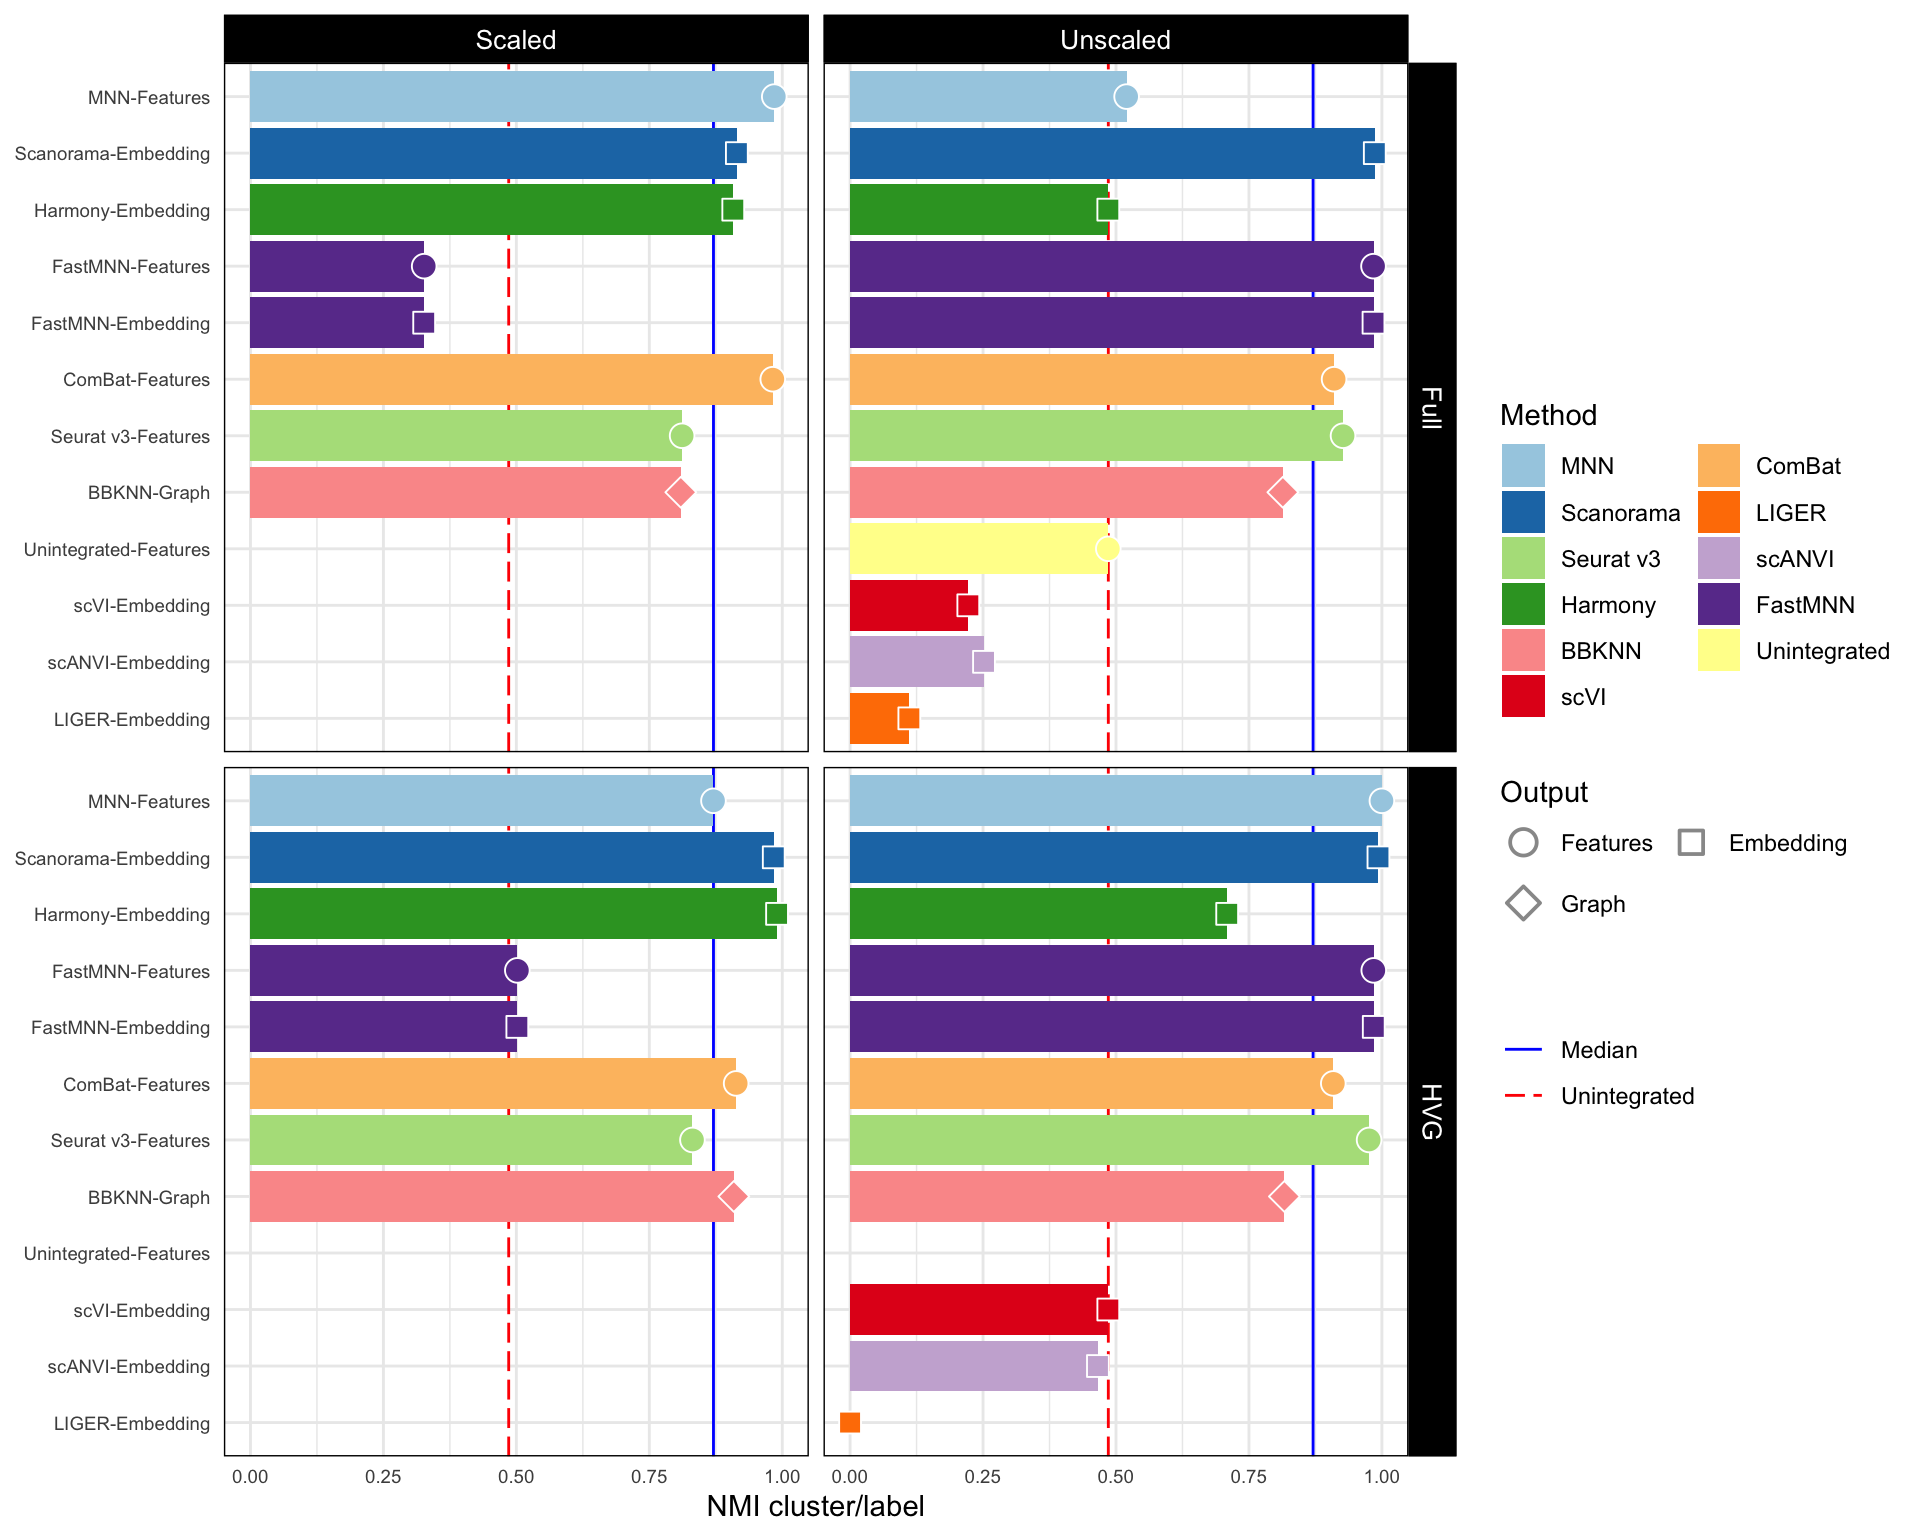 Scaled
Unscaled
MNN-Features
Scanorama-Embedding
Harmony-Embedding
FastMNN-Features
FastMNN-Embedding
ComBat-Features
Seurat v3-Features
BBKNN-Graph
Unintegrated-Features
scVI-Embedding
scANVI-Embedding
LIGER-Embedding
Full
MNN-Features
Scanorama-Embedding
Harmony-Embedding
FastMNN-Features
FastMNN-Embedding
ComBat-Features
Seurat v3-Features
BBKNN-Graph
Unintegrated-Features
scVI-Embedding
scANVI-Embedding
LIGER-Embedding
HVG
0.00 0.25 0.50 0.75 1.00
0.00 0.25 0.50 0.75 1.00
NMI cluster/label
Method
MNN ComBat
Scanorama LIGER
Seurat v3 scANVI
Harmony FastMNN
BBKNN Unintegrated
scVI
Output
Features Embedding
Graph
Median
Unintegrated